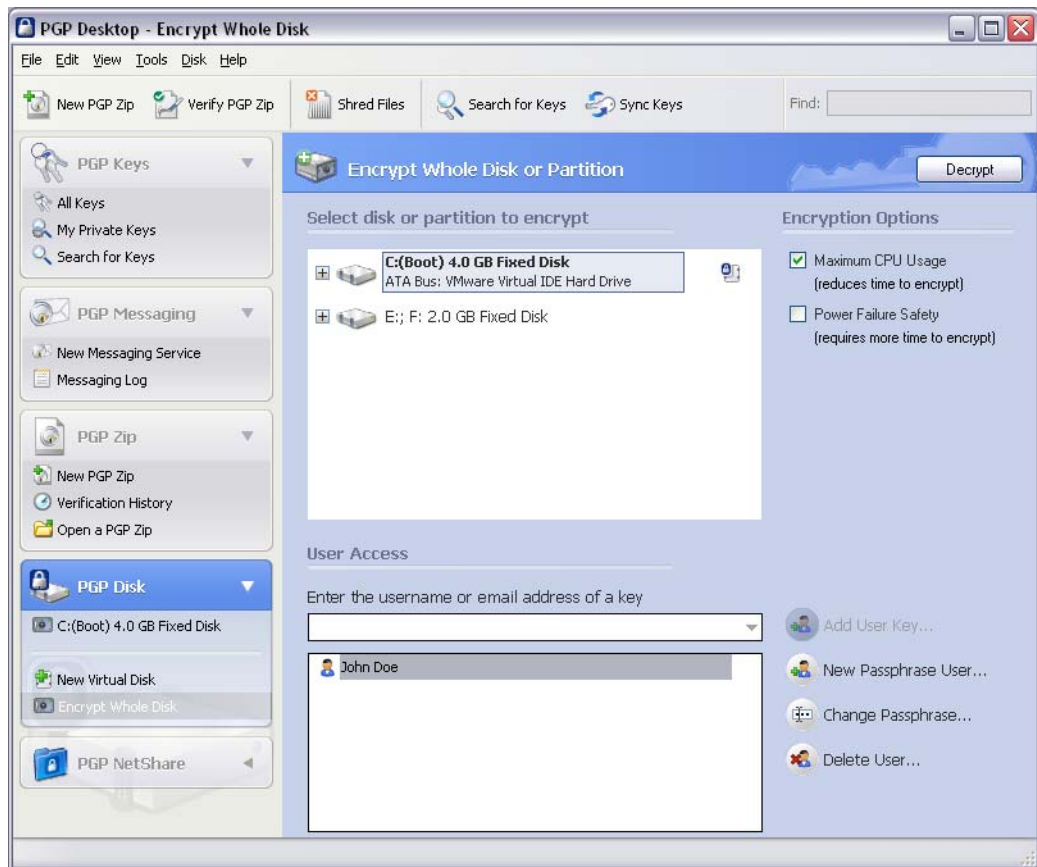 PGP Desktop - Encrypt Whole Disk
File Edit View Tools Disk Help
New PGP Zip Verify PGP Zip Shred Files Search for Keys Sync Keys Find:
PGP Keys
All Keys
My Private Keys
Search for Keys
PGP Messaging
New Messaging Service
Messaging Log
PGP Zip
New PGP Zip
Verification History
Open a PGP Zip
PGP Disk
C:(Boot) 4.0 GB Fixed Disk
New Virtual Disk
Encrypt Whole Disk
PGP NetShare
Encrypt Whole Disk or Partition
Decrypt
Select disk or partition to encrypt
C:(Boot) 4.0 GB Fixed Disk
ATA Bus: VMware Virtual IDE Hard Drive
E:; F: 2.0 GB Fixed Disk
Encryption Options
Maximum CPU Usage
(reduces time to encrypt)
Power Failure Safety
(requires more time to encrypt)
User Access
Enter the username or email address of a key
John Doe
Add User Key...
New Passphrase User...
Change Passphrase...
Delete User...